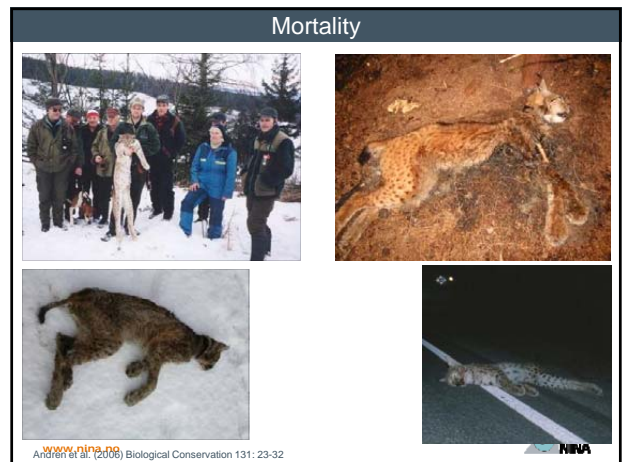 Mortality
www.nina.no
Andrén et al. (2006) Biological Conservation 131: 23-32
NINA